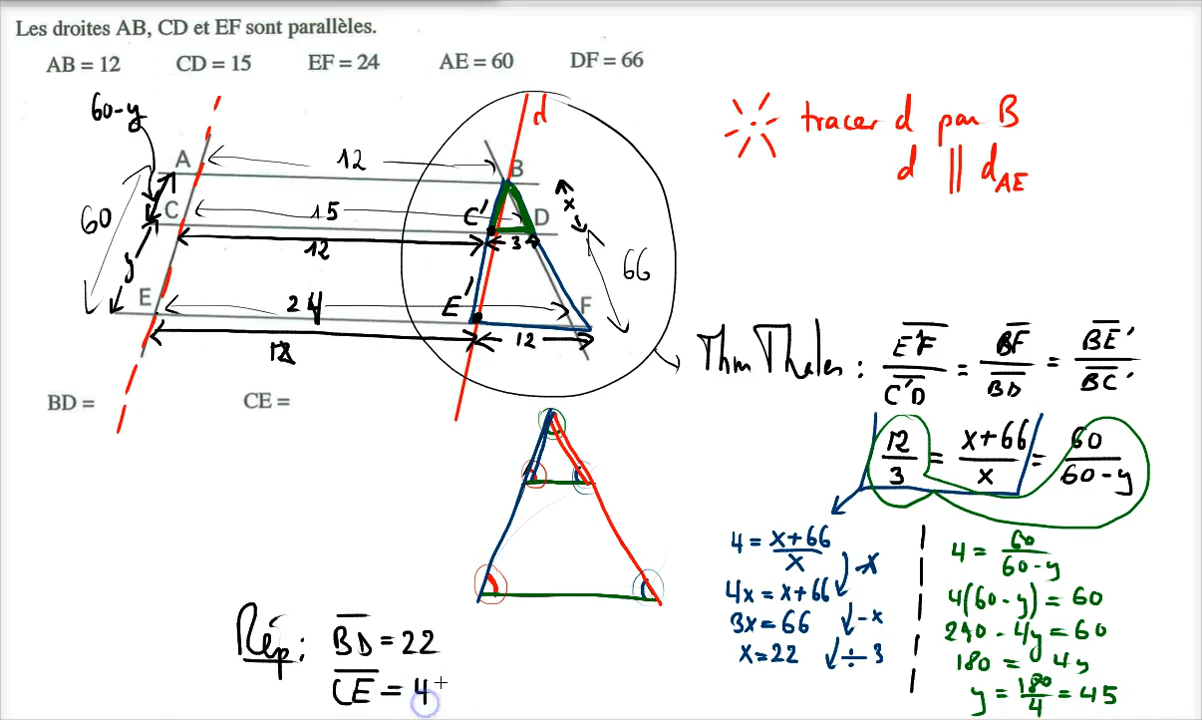 Les droites AB, CD et EF sont parallèles.
AB = 12 CD = 15 EF = 24 AE = 60 DF = 66
60-y
d
tracer d par B
d || dAE
A 12 B
C 15 C' D x
60 12 3 66
y
E 24 E' F
12 12
Thm Thales : E'F/C'D = BF/BD = BE'/BC'
BD = CE =
12/3 = x+66/x = 60/60-y
4 = x+66/x -x
4x = x+66
3x = 66 -x
x=22 ÷ 3
4 = 60/60-y
4(60-y) = 60
240 - 4y = 60
180 = 4y
y = 180/4 = 45
Rép : BD = 22
CE = 4